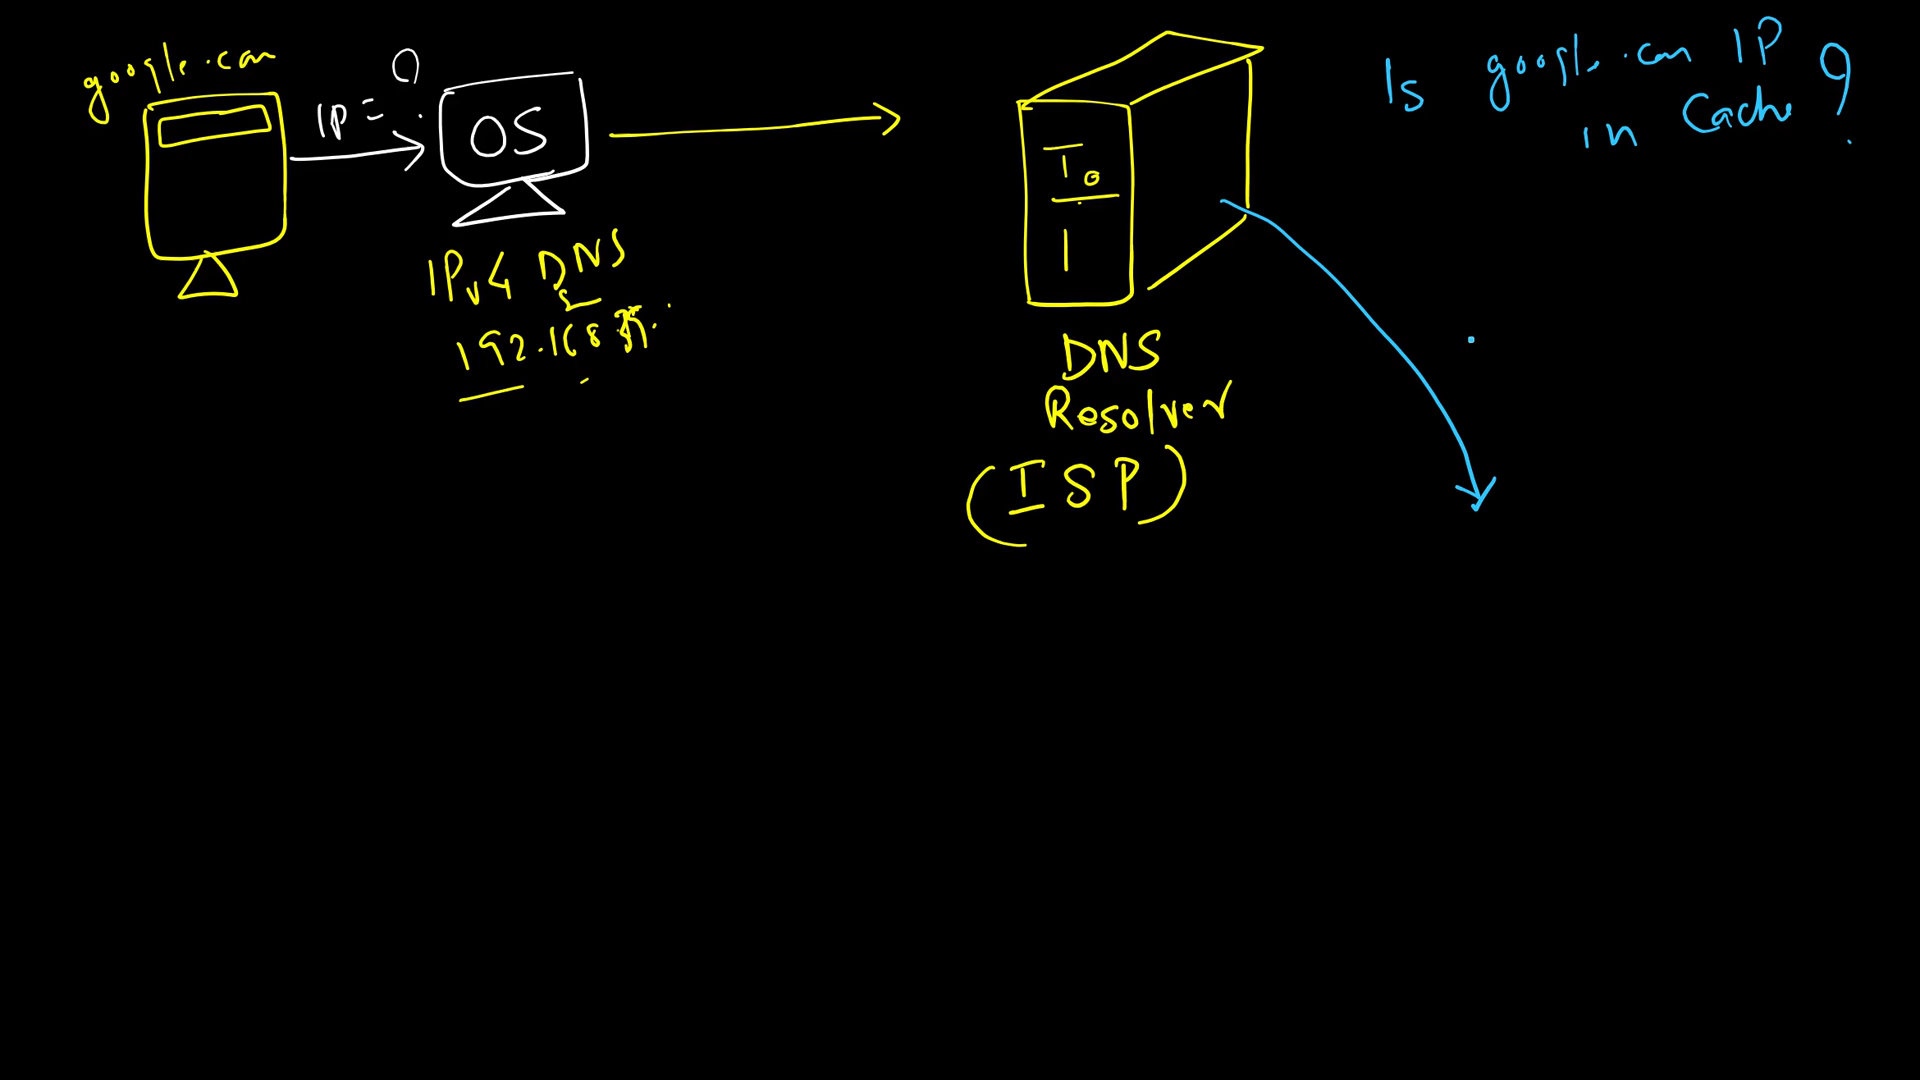 google.com
IP = ?
OS
IPv4 DNS
192.168
DNS
Resolver
(ISP)
Is google.com IP
in Cache ?